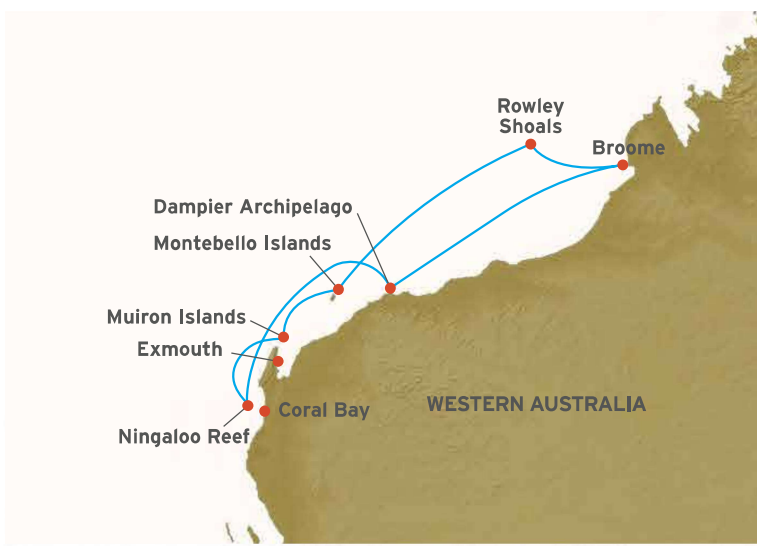 Rowley
Shoals
Broome
Dampier Archipelago
Montebello Islands
Muiron Islands
Exmouth
Coral Bay
WESTERN AUSTRALIA
Ningaloo Reef